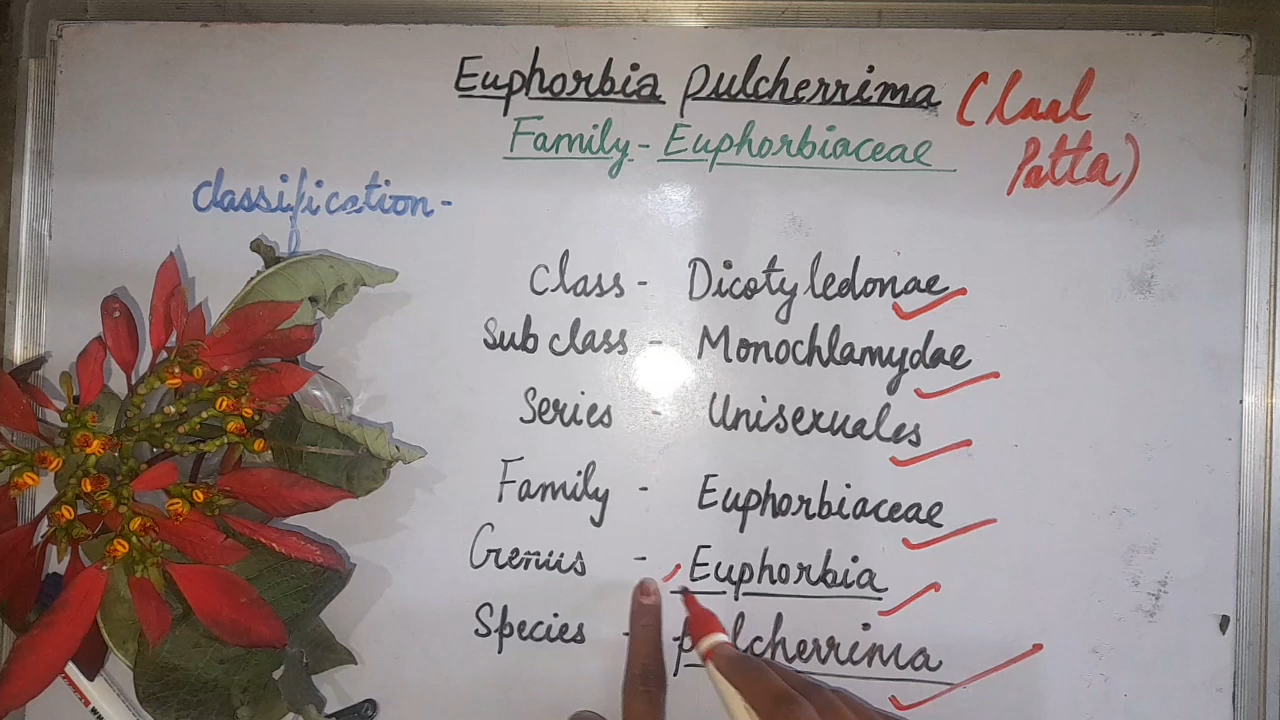 Euphorbia pulcherrima (Laal Patta)
Family - Euphorbiaceae
classification -
Class - Dicotyledonae
Sub class - Monochlamydae
Series - Unisexuales
Family - Euphorbiaceae
Genus - Euphorbia
Species - pulcherrima